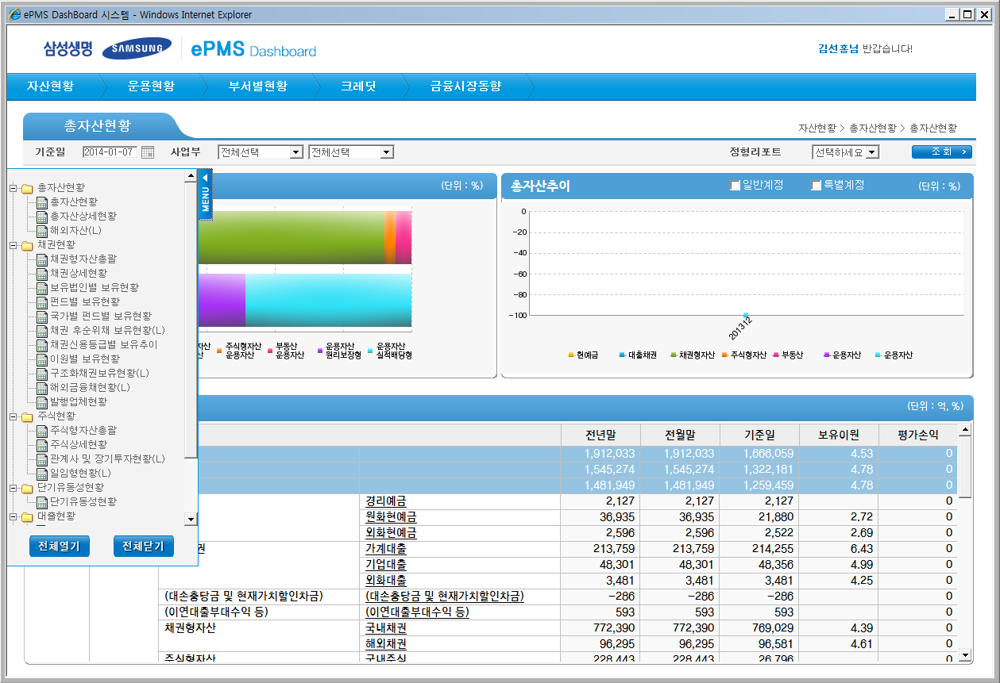 ePMS DashBoard 시스템 - Windows Internet Explorer
삼성생명 SAMSUNG ePMS Dashboard
김선홍님 반갑습니다!
자산현황 운용현황 부서별현황 크레딧 금융시장동향
총자산현황
자산현황 > 총자산현황 > 총자산현황
기준일 2014-01-07 사업부 전체선택 전체선택 정형리포트 선택하세요 조회
총자산현황
총자산현황
총자산상세현황
해외자산(L)
채권현황
채권형자산총괄
채권상세현황
보유법인별 보유현황
펀드별 보유현황
국가별 펀드별 보유현황
채권 후순위채 보유현황(L)
채권신용등급별 보유추이
이원별 보유현황
구조화채권보유현황(L)
해외금융채현황(L)
발행업체현황
주식현황
주식형자산총괄
주식상세현황
관계사 및 장기투자현황(L)
일임형현황(L)
단기유동성현황
단기유동성현황
대출현황
전체열기 전체닫기
MENU
(단위 : %)
주식형자산 부동산 운용자산 운용자산
운용자산 운용자산 원리보장형 실적배당형
총자산추이 일반계정 특별계정 (단위 : %)
0
-20
-40
-60
-80
-100
201312
현예금 대출채권 채권형자산 주식형자산 부동산 운용자산 운용자산
(단위 : 억, %)
전년말 전월말 기준일 보유이원 평가손익
1,912,033 1,912,033 1,666,059 4.53 0
1,545,274 1,545,274 1,322,181 4.78 0
1,481,949 1,481,949 1,259,459 4.78 0
경리예금 2,127 2,127 2,127 0
원화현예금 36,935 36,935 21,880 2.72 0
외화현예금 2,596 2,596 2,522 2.69 0
권 가계대출 213,759 213,759 214,255 6.43 0
기업대출 48,301 48,301 48,356 4.99 0
외화대출 3,481 3,481 3,481 4.25 0
(대손충당금 및 현재가치할인차금) (대손충당금 및 현재가치할인차금) -286 -286 -286 0
(이연대출부대수익 등) (이연대출부대수익 등) 593 593 593 0
채권형자산 국내채권 772,390 772,390 769,029 4.39 0
해외채권 96,295 96,295 96,581 4.61 0
주식형자산 국내주식 228,443 228,443 26,796 0